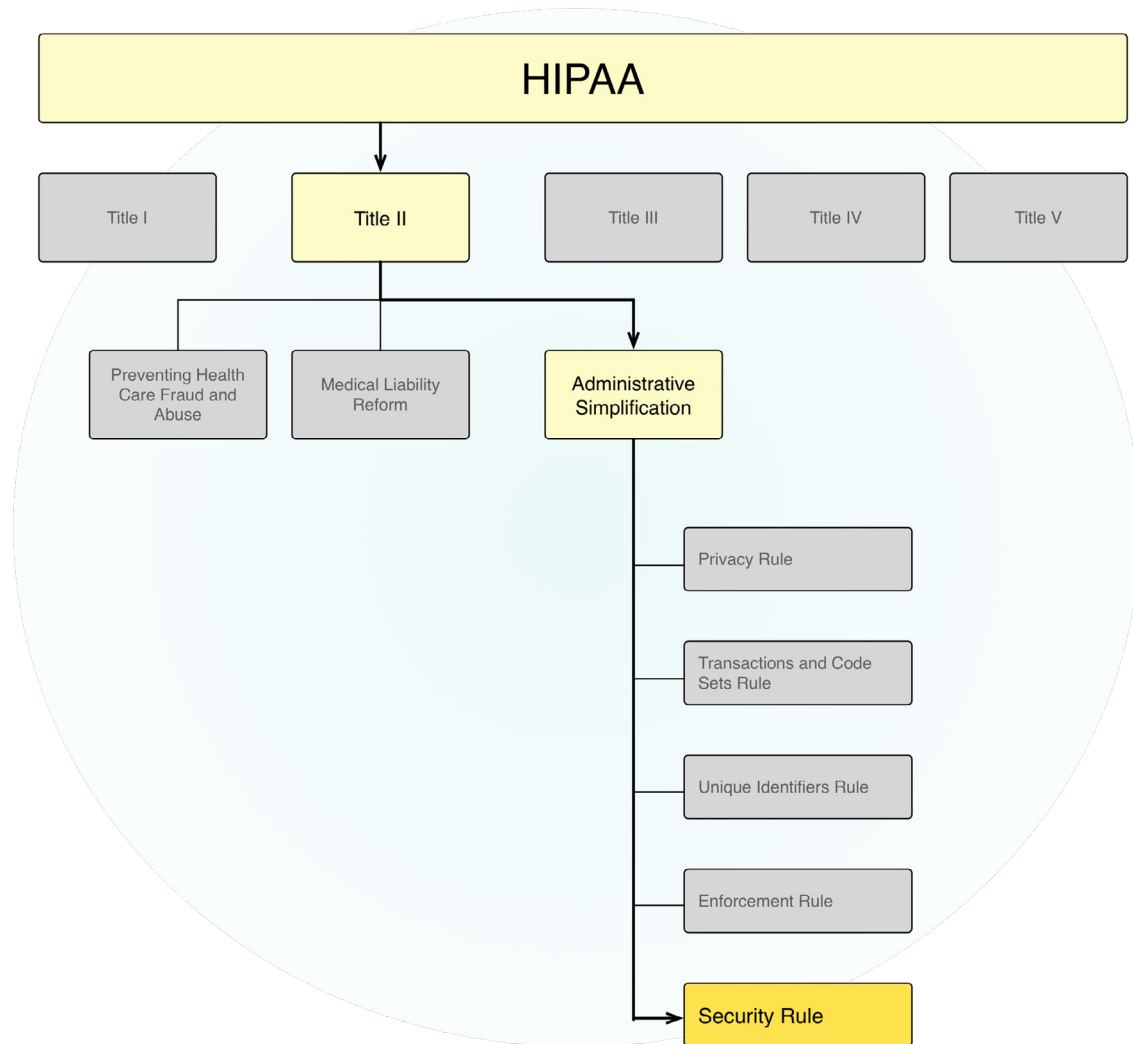 HIPAA
Title I
Title II
Title III
Title IV
Title V
Preventing Health
Care Fraud and
Abuse
Medical Liability
Reform
Administrative
Simplification
Privacy Rule
Transactions and Code
Sets Rule
Unique Identifiers Rule
Enforcement Rule
Security Rule